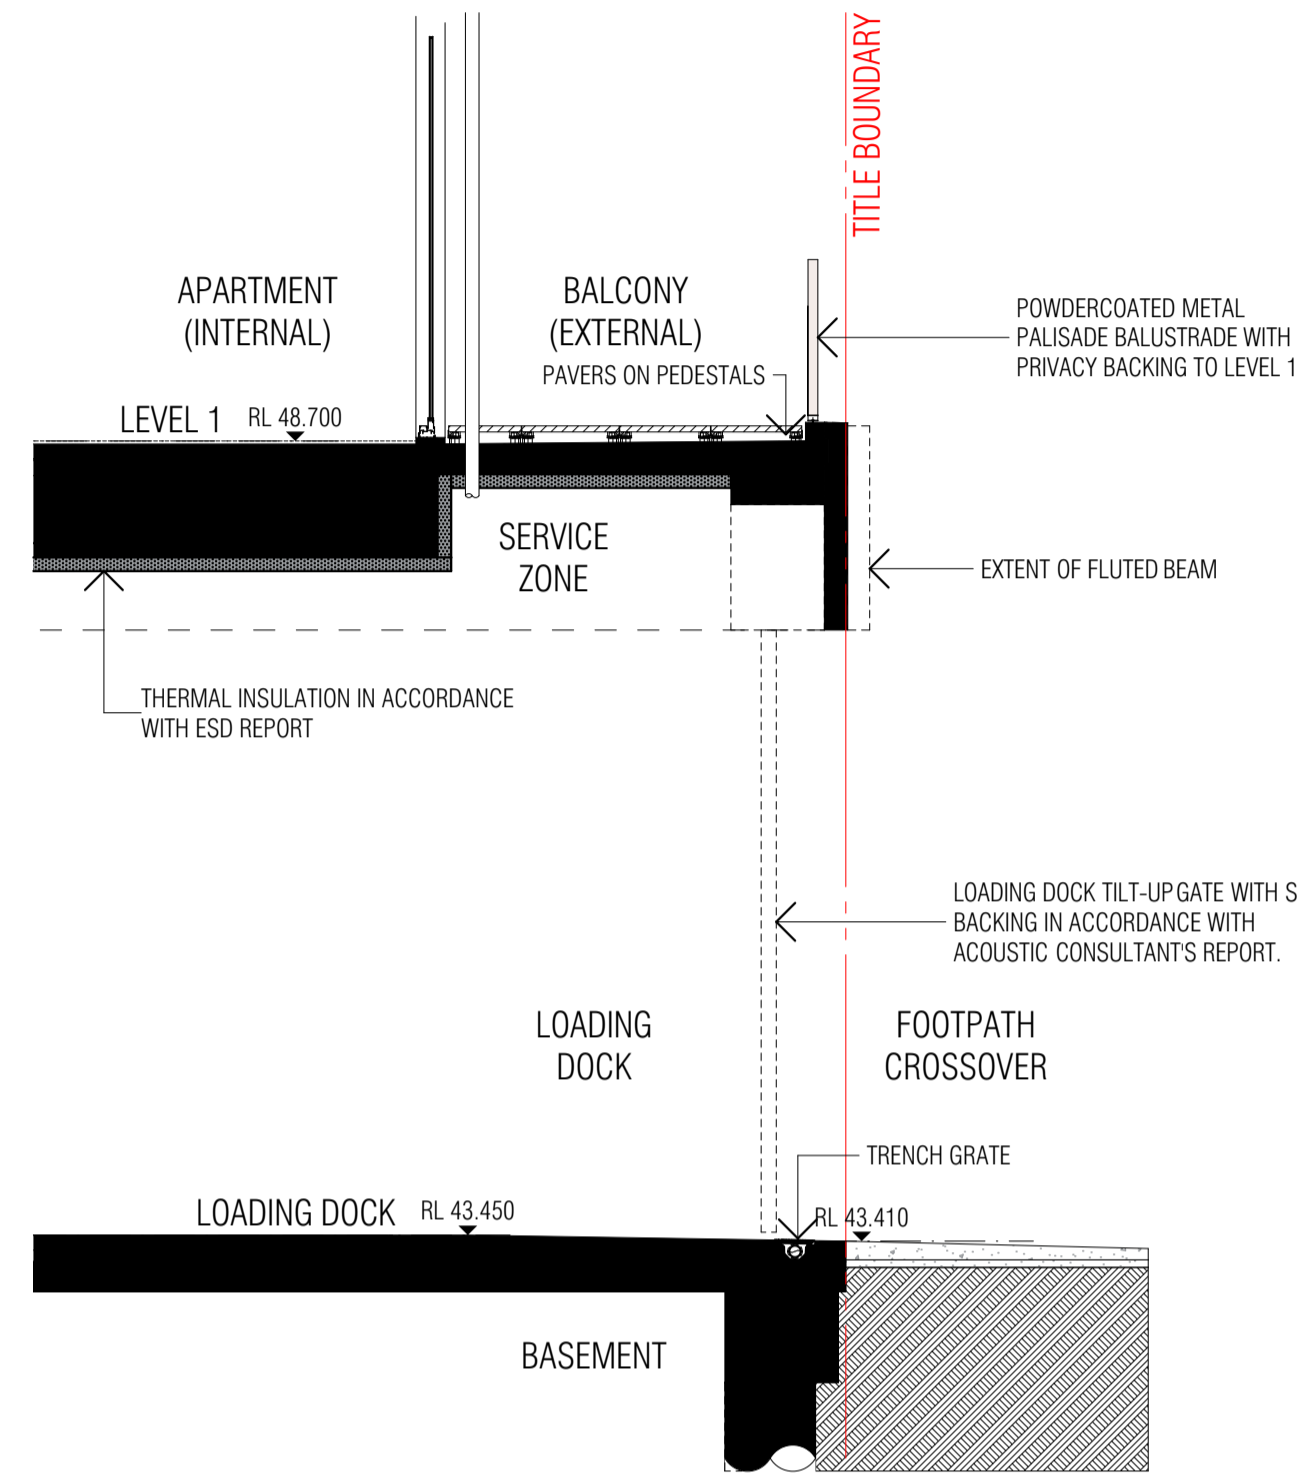 TITLE BOUNDARY
APARTMENT
(INTERNAL)
BALCONY
(EXTERNAL)
POWDERCOATED METAL
PALISADE BALUSTRADE WITH
PRIVACY BACKING TO LEVEL 1
PAVERS ON PEDESTALS
LEVEL 1 RL 48.700
SERVICE
ZONE
EXTENT OF FLUTED BEAM
THERMAL INSULATION IN ACCORDANCE
WITH ESD REPORT
LOADING DOCK TILT-UP GATE WITH S
BACKING IN ACCORDANCE WITH
ACOUSTIC CONSULTANT'S REPORT.
LOADING
DOCK
FOOTPATH
CROSSOVER
TRENCH GRATE
LOADING DOCK RL 43.450
RL 43.410
BASEMENT